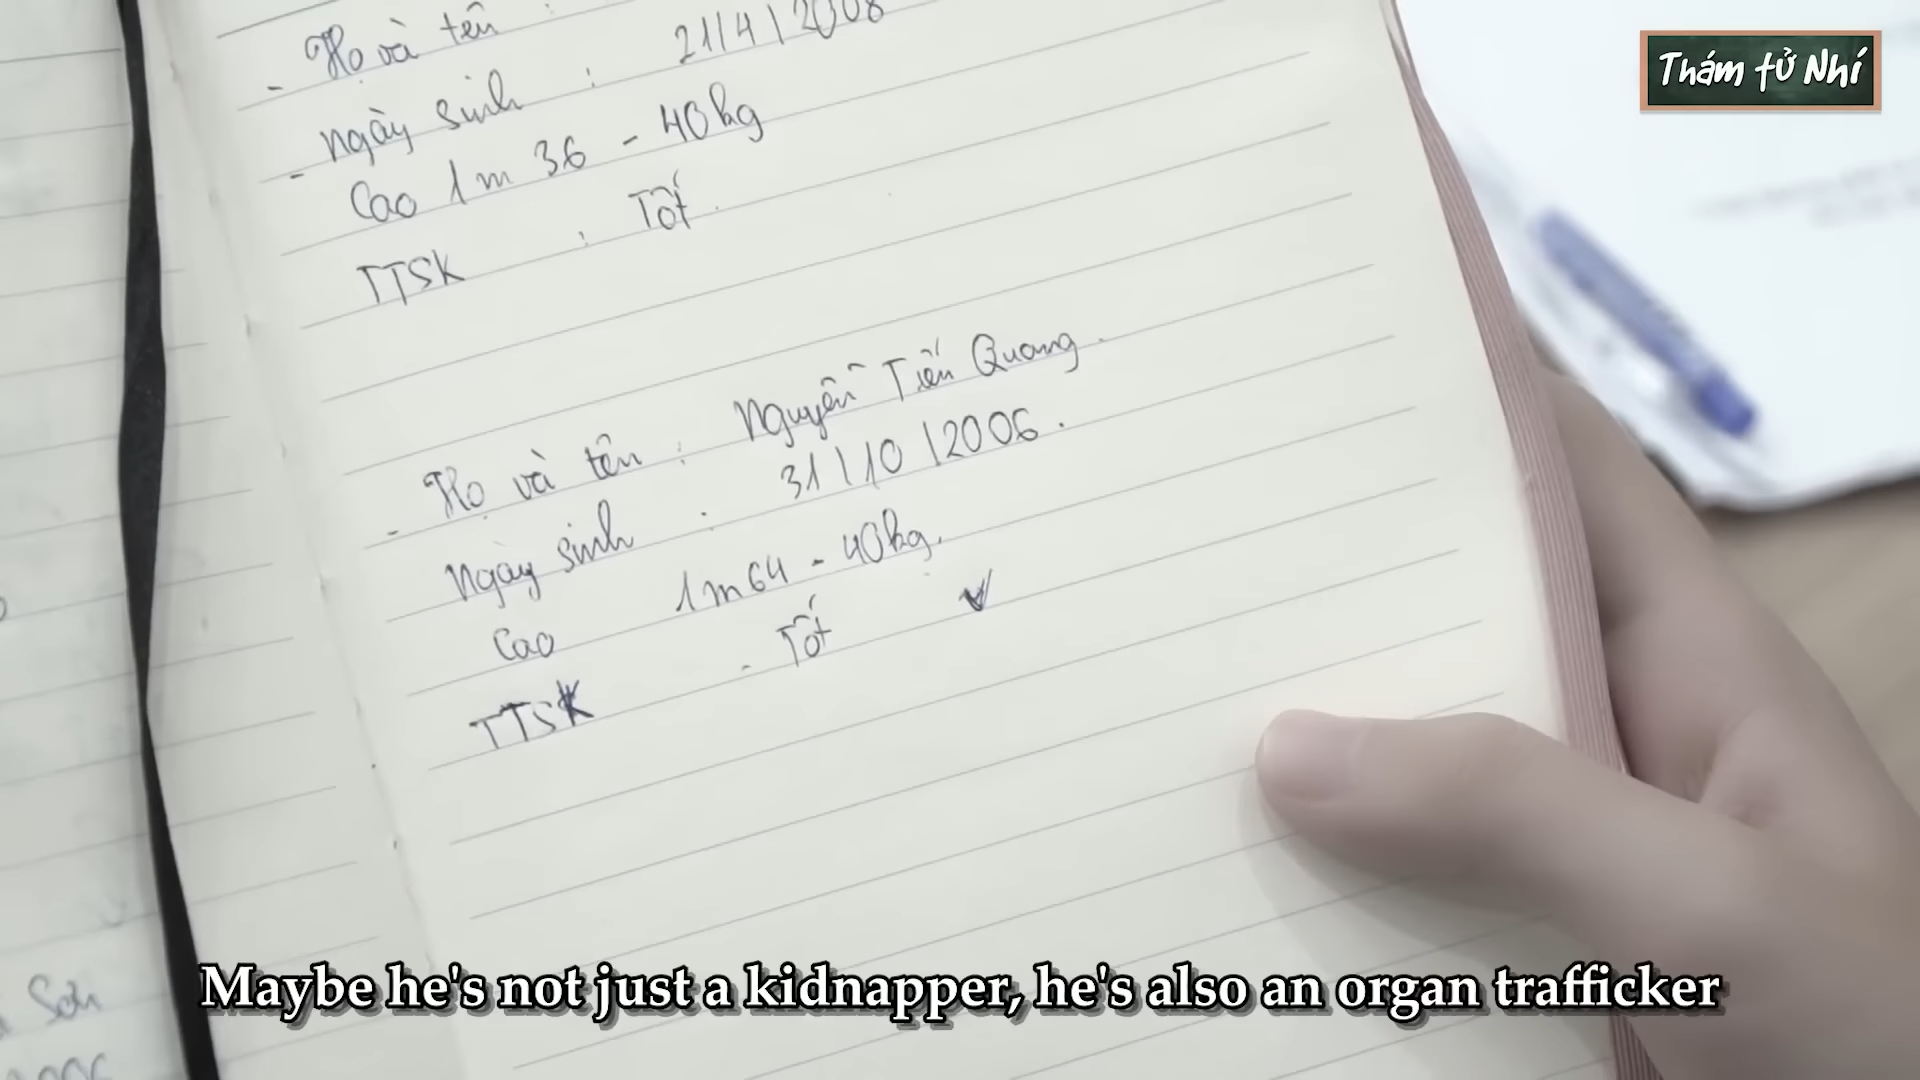 Thám tử Nhí
- Họ và tên :
- Ngày sinh : 21/4/2008
Cao 1m 36 - 40kg
TTSK : Tốt.
- Họ và tên : Nguyễn Tiến Quang.
Ngày sinh : 31/10/2006.
Cao 1m64 - 40kg.
TTSK - Tốt
Maybe he's not just a kidnapper, he's also an organ trafficker